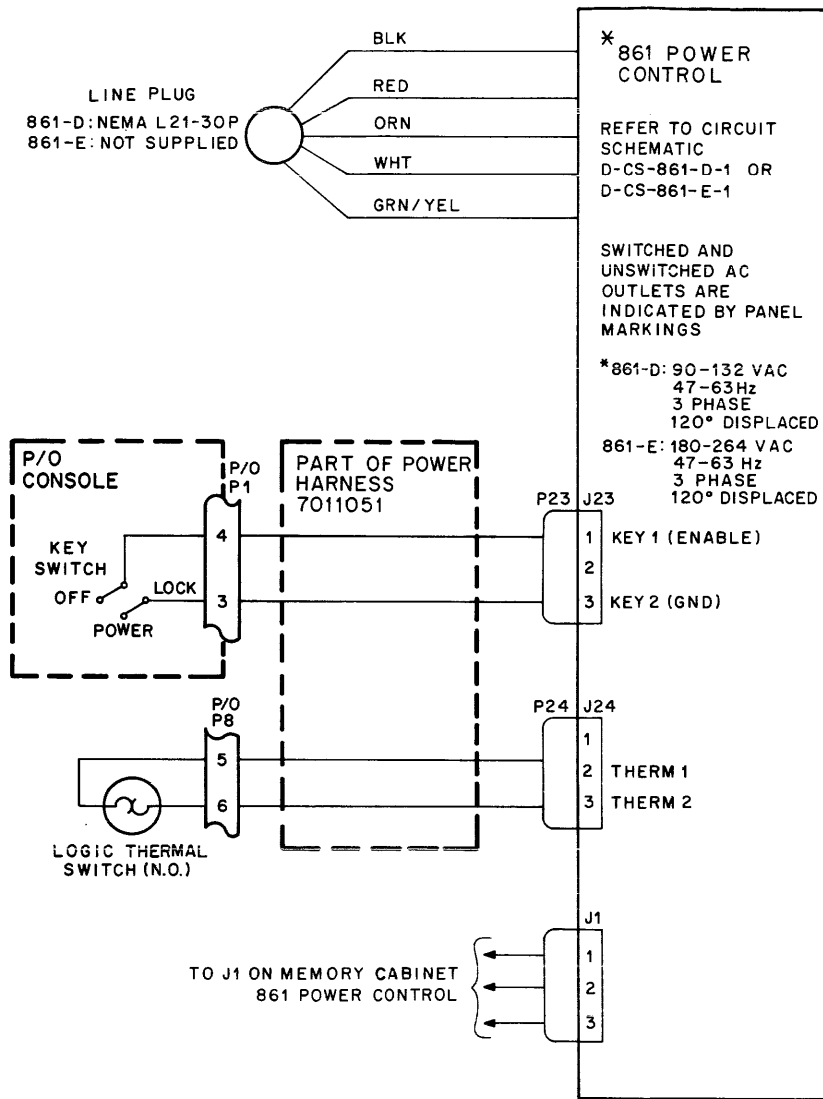 BLK
RED
ORN
WHT
GRN/YEL
LINE PLUG
861-D: NEMA L21-30P
861-E: NOT SUPPLIED
* 861 POWER
CONTROL
REFER TO CIRCUIT
SCHEMATIC
D-CS-861-D-1 OR
D-CS-861-E-1
SWITCHED AND
UNSWITCHED AC
OUTLETS ARE
INDICATED BY PANEL
MARKINGS
*861-D: 90-132 VAC
47-63Hz
3 PHASE
120° DISPLACED
861-E: 180-264 VAC
47-63 Hz
3 PHASE
120° DISPLACED
P/O
CONSOLE
KEY
SWITCH
OFF
LOCK
POWER
P/O
P1
4
3
PART OF POWER
HARNESS
7011051
P23 J23
1 KEY 1 (ENABLE)
2
3 KEY 2 (GND)
P/O
P8
5
6
LOGIC THERMAL
SWITCH (N.O.)
P24 J24
1
2 THERM 1
3 THERM 2
J1
1
2
3
TO J1 ON MEMORY CABINET
861 POWER CONTROL